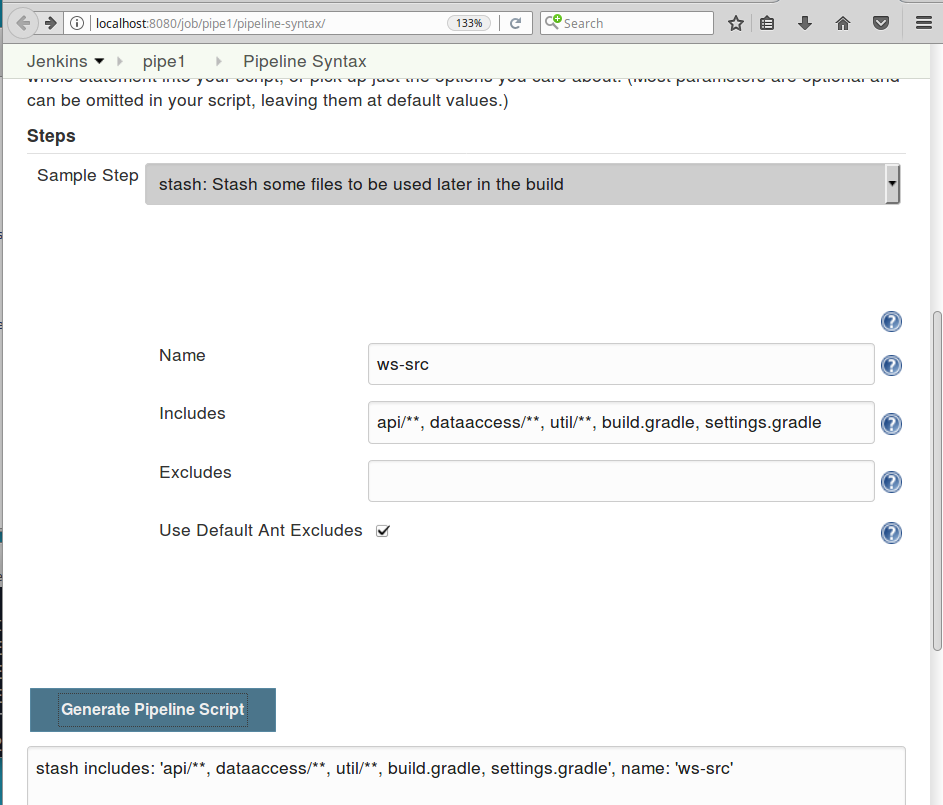 localhost:8080/job/pipe1/pipeline-syntax/ 133% Search
Jenkins pipe1 Pipeline Syntax
whole statement into your script, or pick up just the options you care about. (Most parameters are optional and
can be omitted in your script, leaving them at default values.)
Steps
Sample Step stash: Stash some files to be used later in the build
Name ws-src
Includes api/**, dataaccess/**, util/**, build.gradle, settings.gradle
Excludes
Use Default Ant Excludes
Generate Pipeline Script
stash includes: 'api/**, dataaccess/**, util/**, build.gradle, settings.gradle', name: 'ws-src'